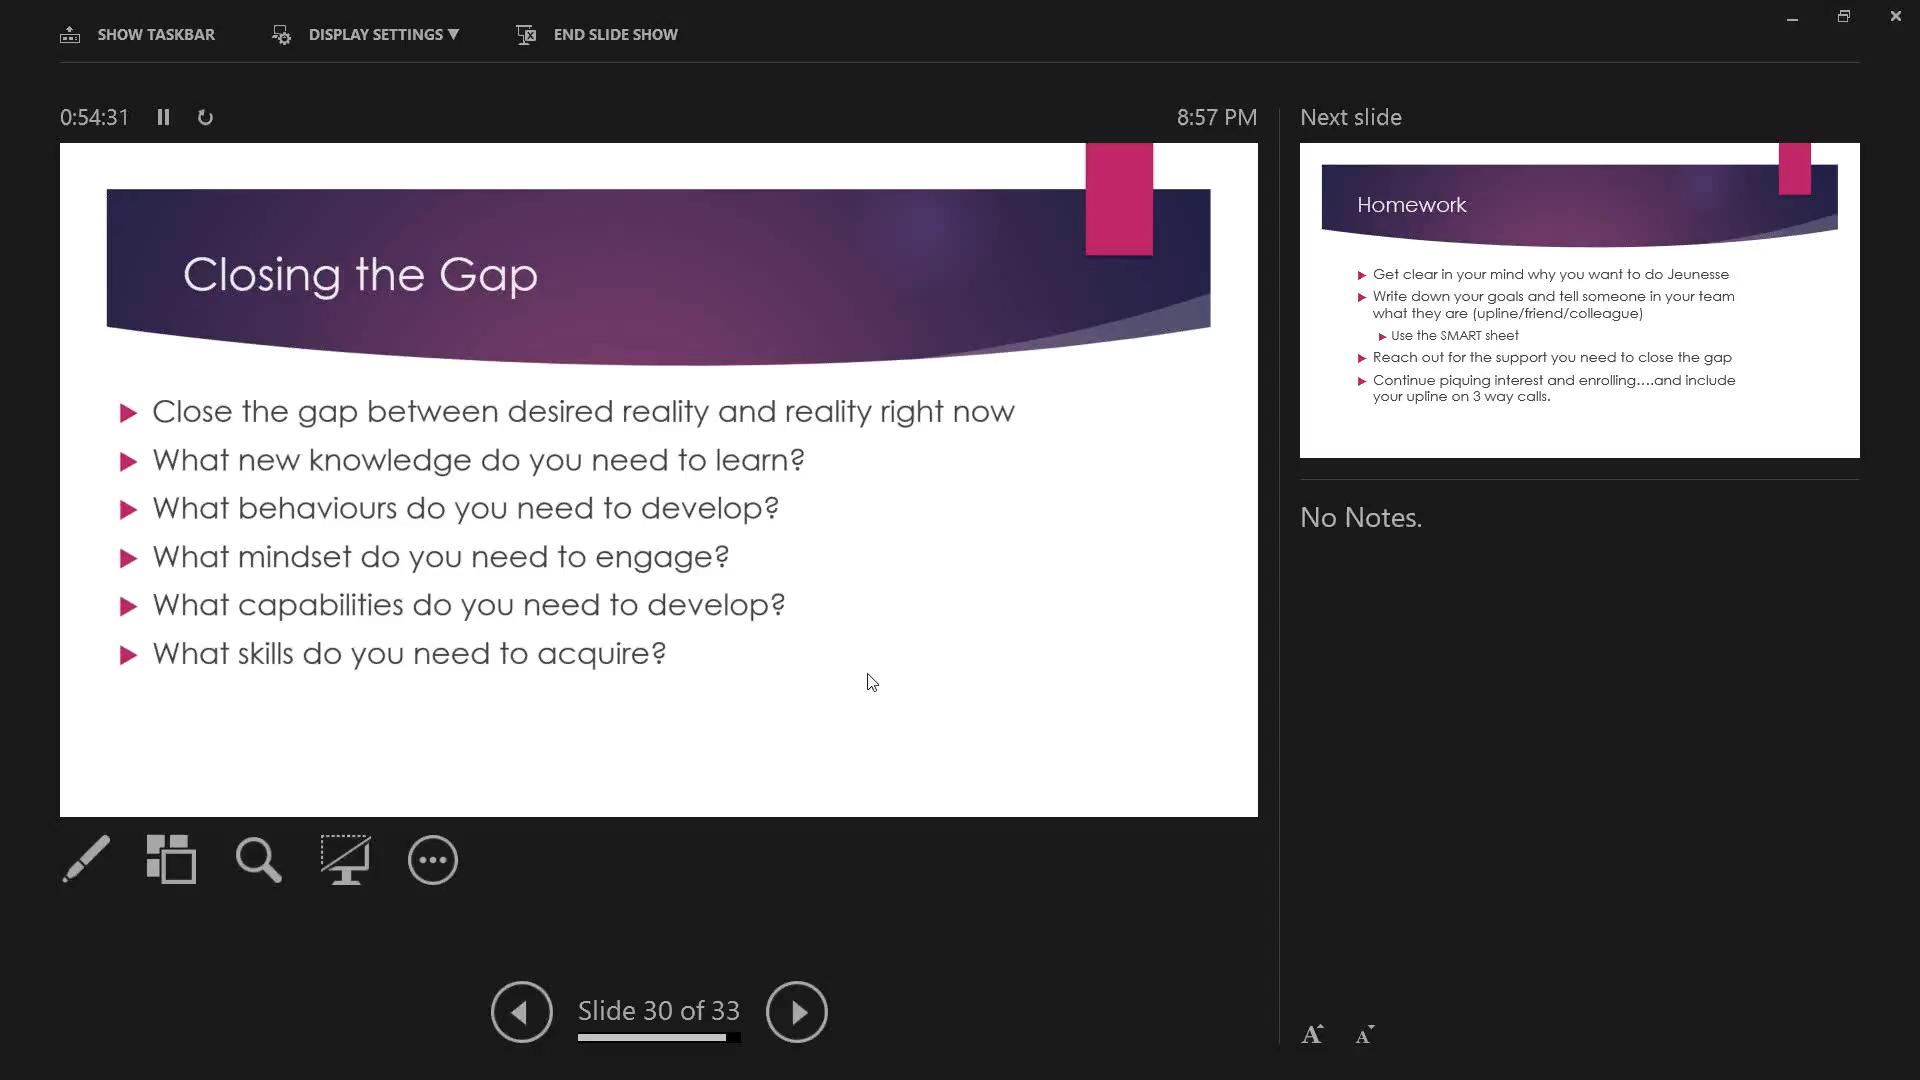 SHOW TASKBAR
DISPLAY SETTINGS ▼
END SLIDE SHOW
0:54:31
8:57 PM
Closing the Gap
Close the gap between desired reality and reality right now
What new knowledge do you need to learn?
What behaviours do you need to develop?
What mindset do you need to engage?
What capabilities do you need to develop?
What skills do you need to acquire?
Slide 30 of 33
Next slide
Homework
Get clear in your mind why you want to do Jeunesse
Write down your goals and tell someone in your team
what they are (upline/friend/colleague)
Use the SMART sheet
Reach out for the support you need to close the gap
Continue piquing interest and enrolling....and include
your upline on 3 way calls.
No Notes.
A A